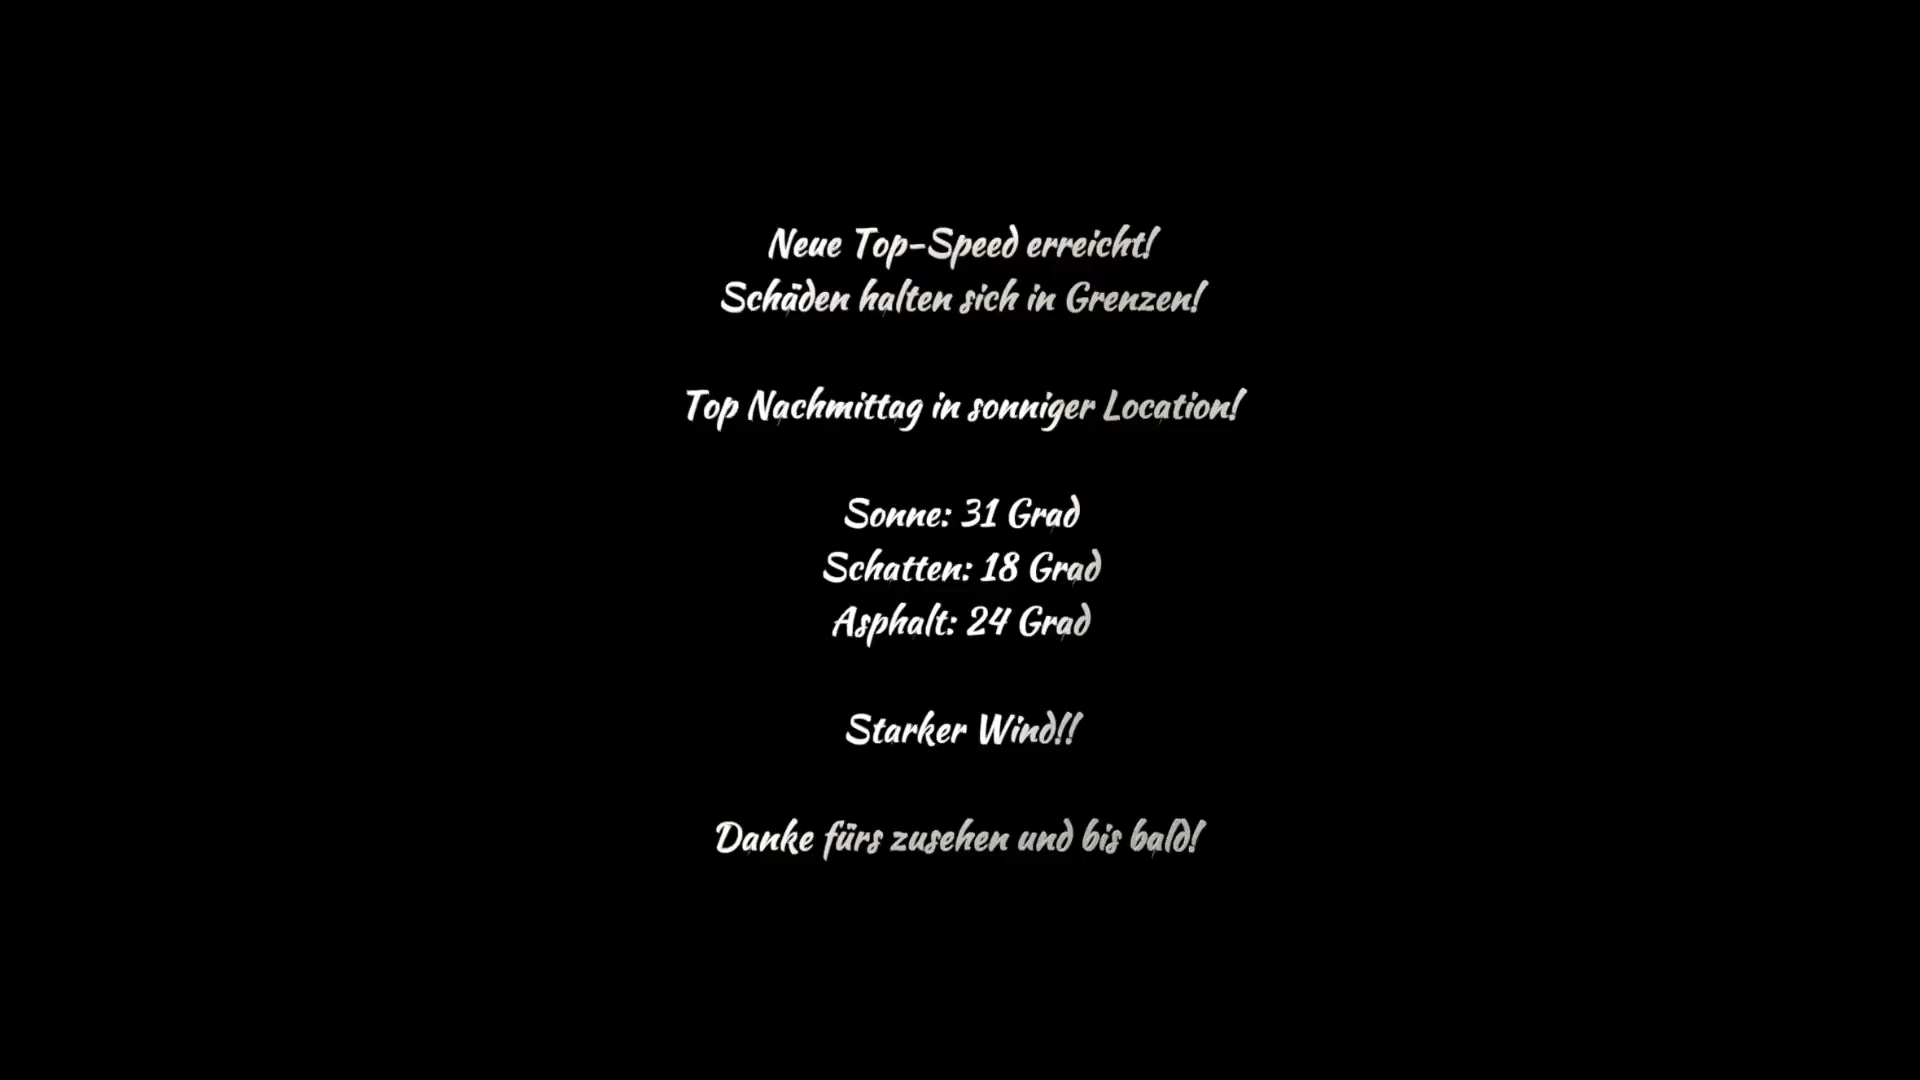 Neue Top-Speed erreicht!
Schäden halten sich in Grenzen!
Top Nachmittag in sonniger Location!
Sonne: 31 Grad
Schatten: 18 Grad
Asphalt: 24 Grad
Starker Wind!!
Danke fürs zusehen und bis bald!